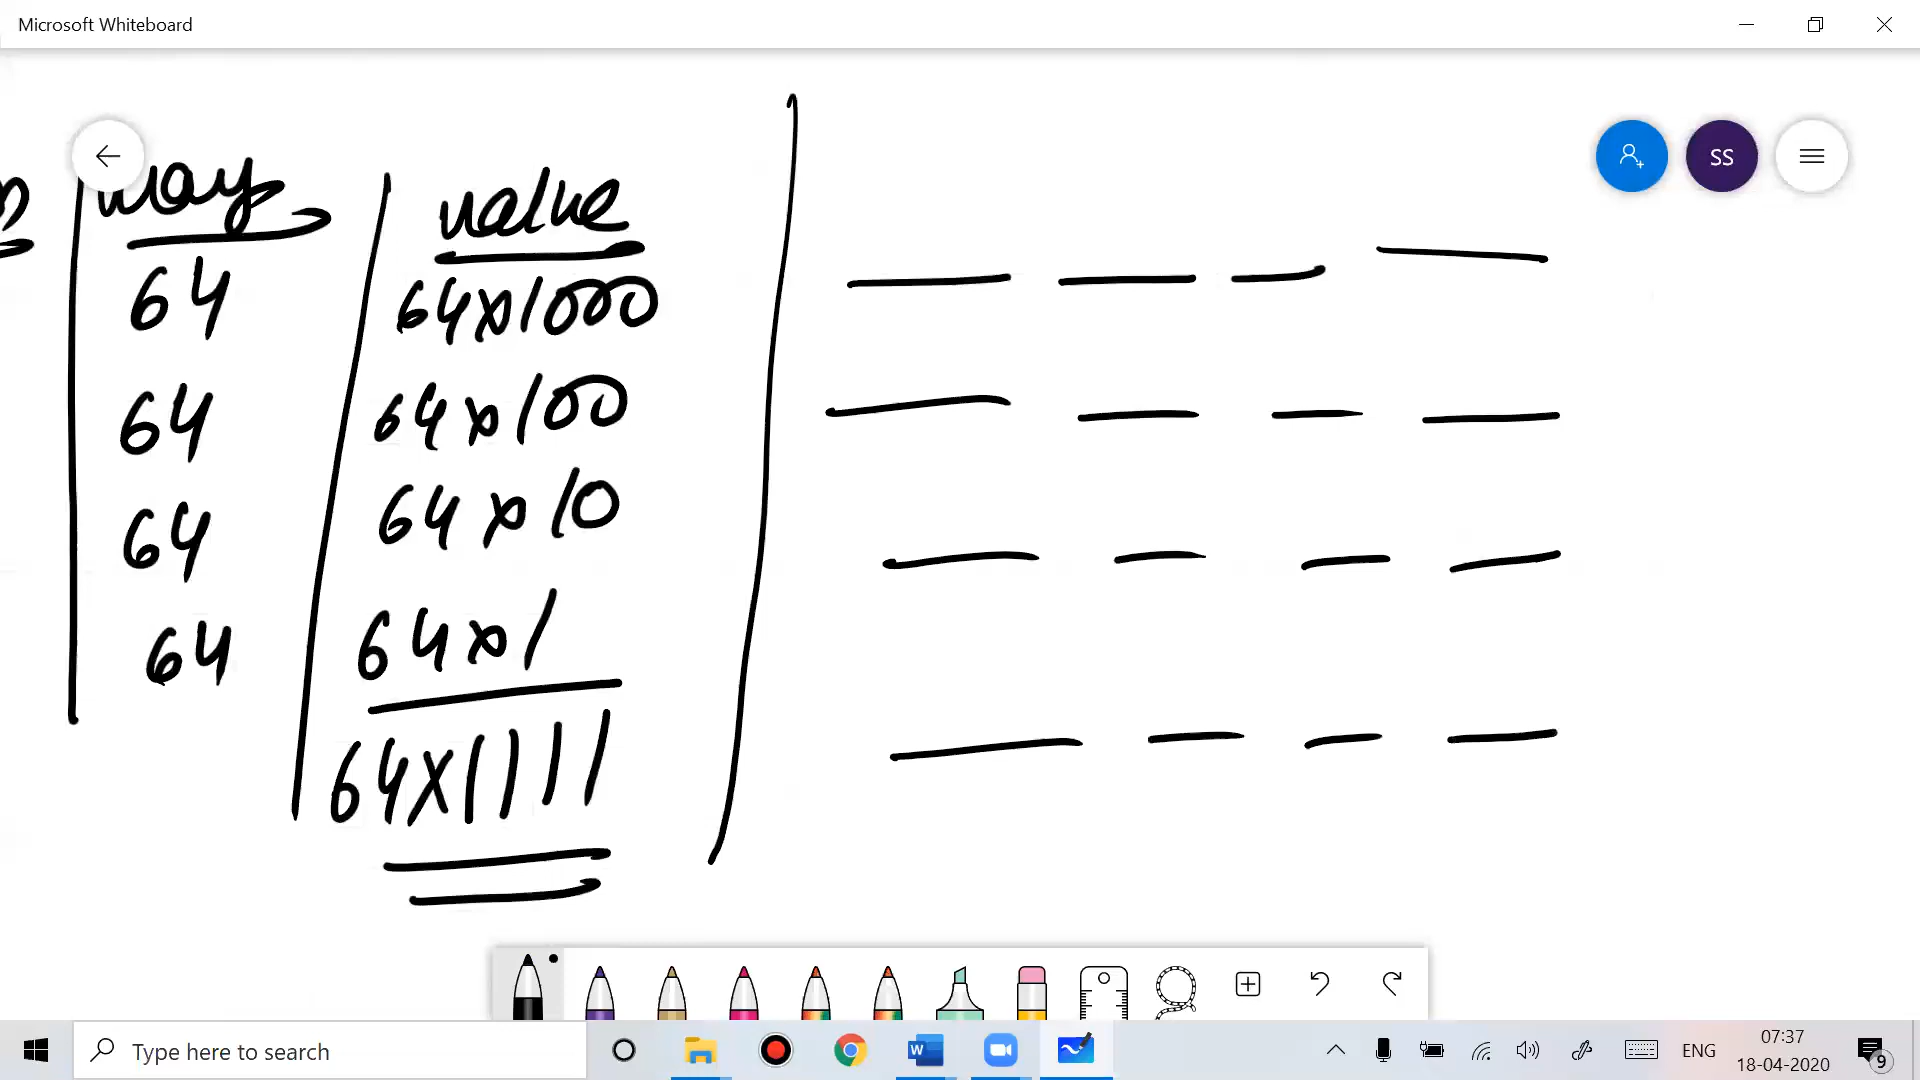 Microsoft Whiteboard
SS
way
value
64
64x1000
64
64x100
64
64x10
64
64x1
64x1111
Type here to search
ENG
07:37
18-04-2020
9